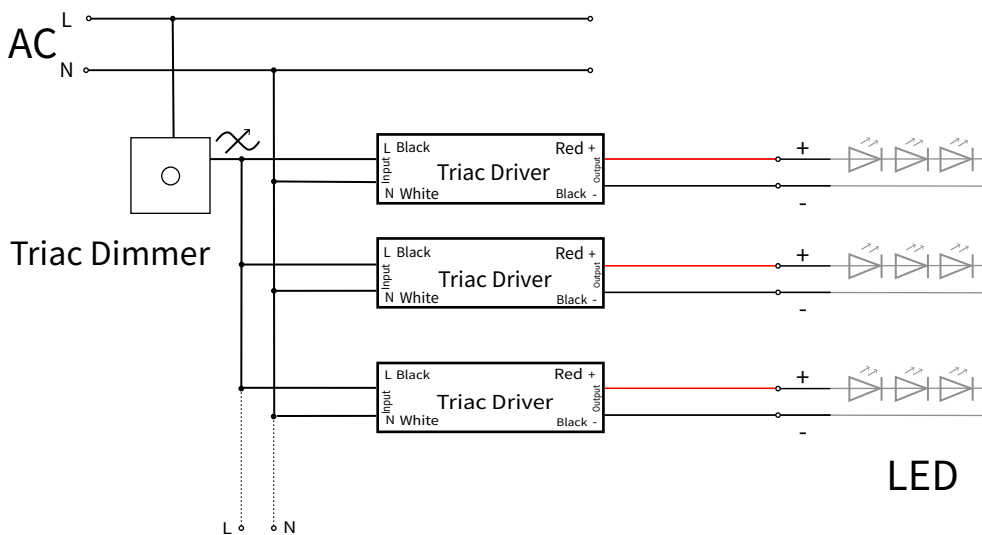 L
AC
N
L Black
Red +
Input
Triac Driver
Output
N White
Black -
+
-
Triac Dimmer
L Black
Red +
Input
Triac Driver
Output
N White
Black -
+
-
L Black
Red +
Input
Triac Driver
Output
N White
Black -
+
-
LED
L
N